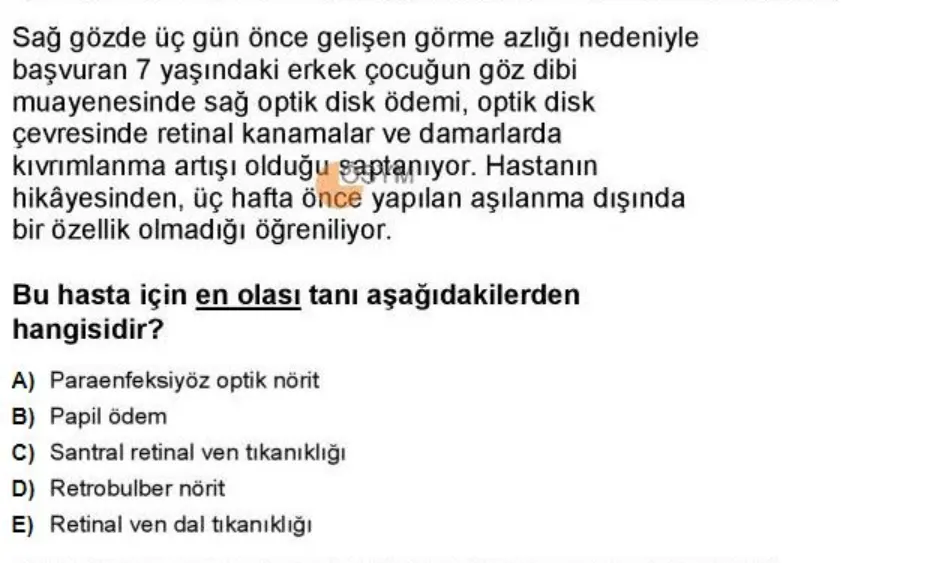 Sağ gözde üç gün önce gelişen görme azlığı nedeniyle
başvuran 7 yaşındaki erkek çocuğun göz dibi
muayenesinde sağ optik disk ödemi, optik disk
çevresinde retinal kanamalar ve damarlarda
kıvrımlanma artışı olduğu saptanıyor. Hastanın
hikâyesinden, üç hafta önce yapılan aşılanma dışında
bir özellik olmadığı öğreniliyor.
Bu hasta için en olası tanı aşağıdakilerden
hangisidir?
A) Paraenfeksiyöz optik nörit
B) Papil ödem
C) Santral retinal ven tıkanıklığı
D) Retrobulber nörit
E) Retinal ven dal tıkanıklığı